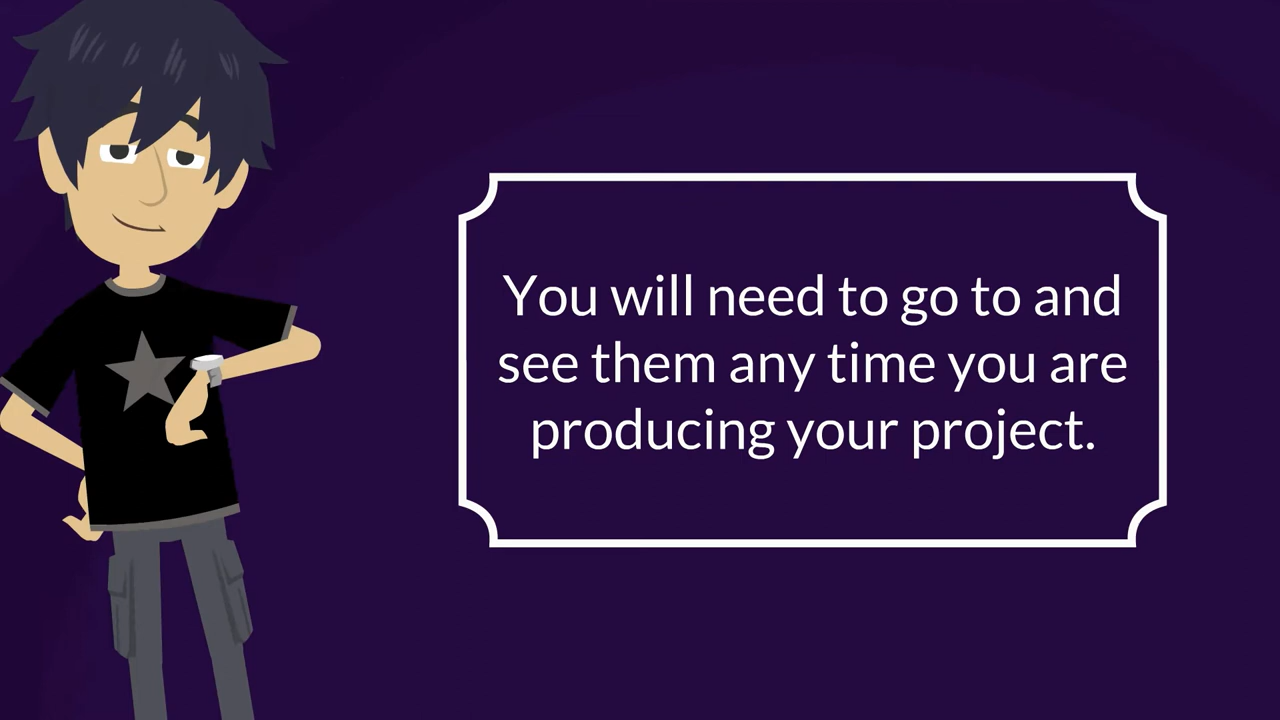 You will need to go to and
see them any time you are
producing your project.